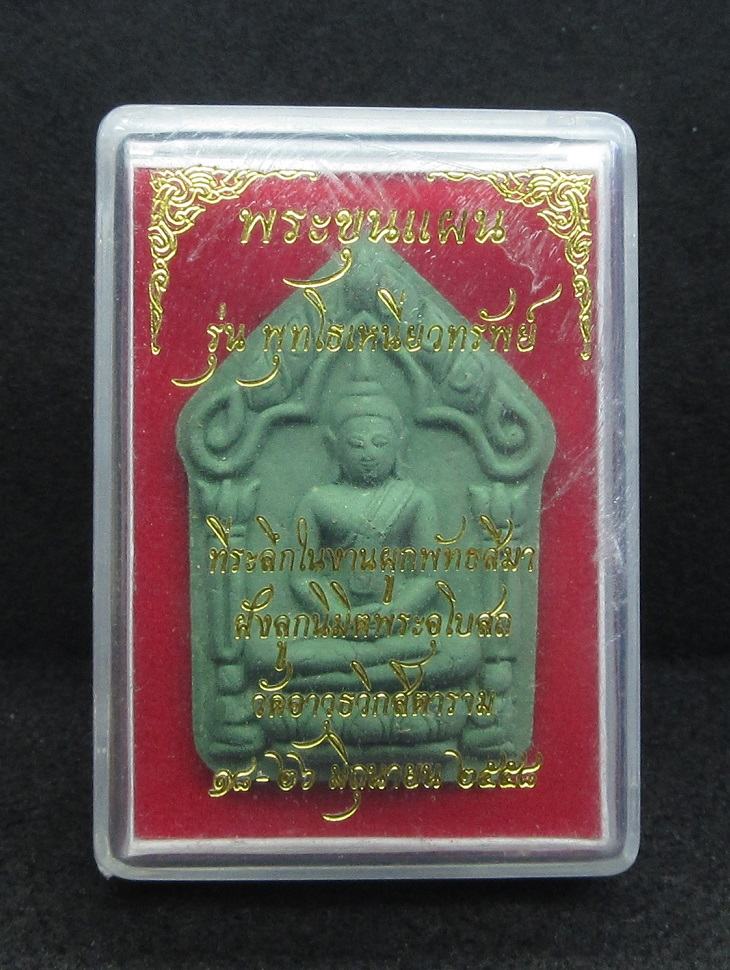 พระขุนแผน
รุ่น พุทโธเหนี่ยวทรัพย์
ที่ระลึกในงานผูกพัทธสีมา
ฝังลูกนิมิตพระอุโบสถ
วัดอาวุธวิกสิตาราม
๑๘-๒๖ มิถุนายน ๒๕๕๘